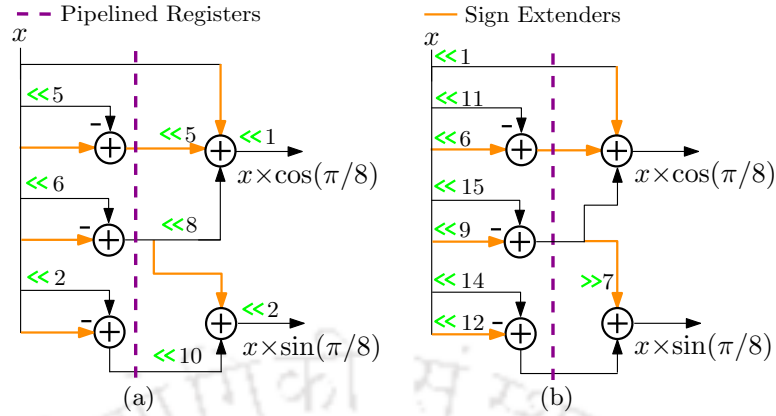 Pipelined Registers
Sign Extenders
x
<<5
<<5
<<1
x×cos(π/8)
<<6
<<8
<<2
<<2
<<10
x×sin(π/8)
(a)
x
<<1
<<11
<<6
x×cos(π/8)
<<15
<<9
>>7
<<14
<<12
x×sin(π/8)
(b)